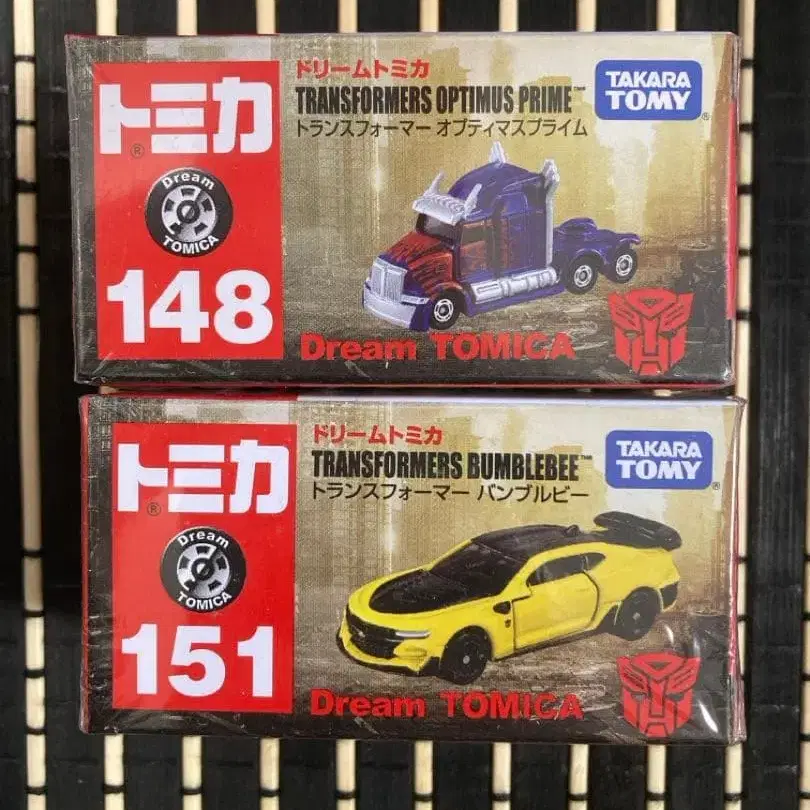 トミカ®
Dream
TOMICA
148
ドリームトミカ
TRANSFORMERS OPTIMUS PRIME™
トランスフォーマー オプティマスプライム
TAKARA
TOMY®
Dream TOMICA
トミカ®
Dream
TOMICA
151
ドリームトミカ
TRANSFORMERS BUMBLEBEE™
トランスフォーマー バンブルビー
TAKARA
TOMY®
Dream TOMICA